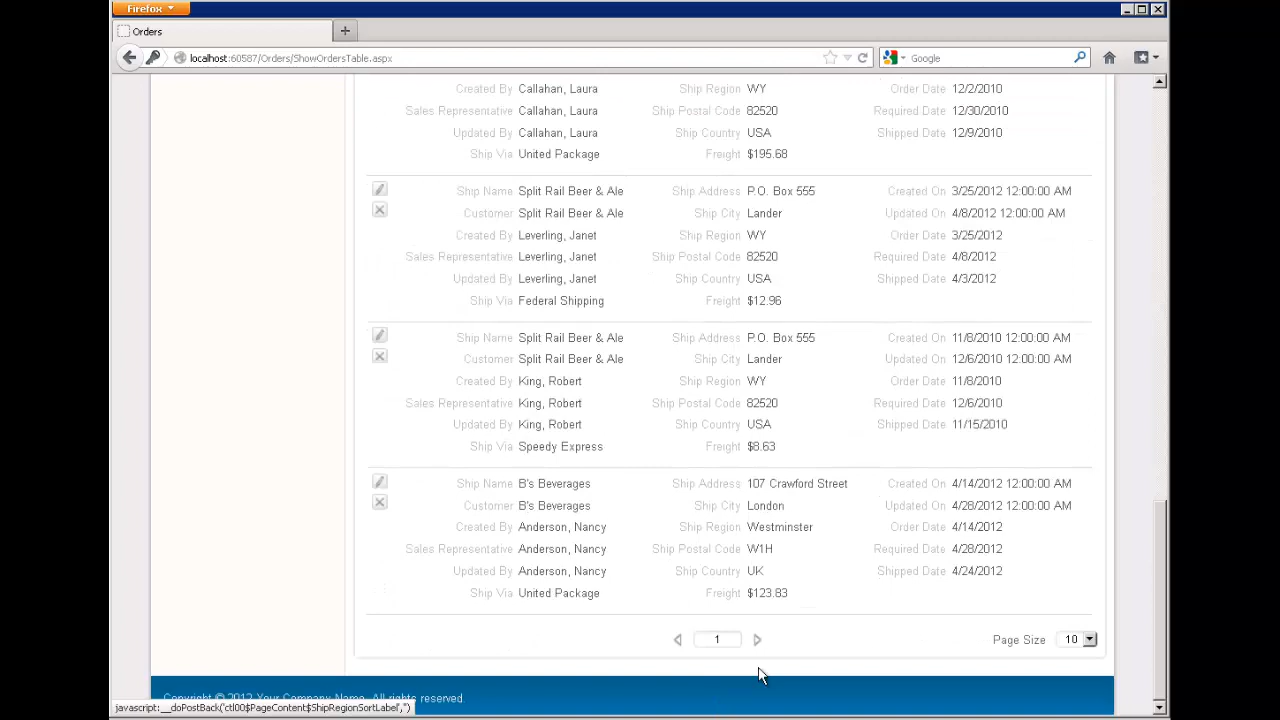 Firefox
Orders
localhost:60587/Orders/ShowOrdersTable.aspx Google
Created By Callahan, Laura Ship Region WY Order Date 12/2/2010
Sales Representative Callahan, Laura Ship Postal Code 82520 Required Date 12/30/2010
Updated By Callahan, Laura Ship Country USA Shipped Date 12/9/2010
Ship Via United Package Freight $195.68
Ship Name Split Rail Beer & Ale Ship Address P.O. Box 555 Created On 3/25/2012 12:00:00 AM
Customer Split Rail Beer & Ale Ship City Lander Updated On 4/8/2012 12:00:00 AM
Created By Leverling, Janet Ship Region WY Order Date 3/25/2012
Sales Representative Leverling, Janet Ship Postal Code 82520 Required Date 4/8/2012
Updated By Leverling, Janet Ship Country USA Shipped Date 4/3/2012
Ship Via Federal Shipping Freight $12.96
Ship Name Split Rail Beer & Ale Ship Address P.O. Box 555 Created On 11/8/2010 12:00:00 AM
Customer Split Rail Beer & Ale Ship City Lander Updated On 12/6/2010 12:00:00 AM
Created By King, Robert Ship Region WY Order Date 11/8/2010
Sales Representative King, Robert Ship Postal Code 82520 Required Date 12/6/2010
Updated By King, Robert Ship Country USA Shipped Date 11/15/2010
Ship Via Speedy Express Freight $8.63
Ship Name B's Beverages Ship Address 107 Crawford Street Created On 4/14/2012 12:00:00 AM
Customer B's Beverages Ship City London Updated On 4/28/2012 12:00:00 AM
Created By Anderson, Nancy Ship Region Westminster Order Date 4/14/2012
Sales Representative Anderson, Nancy Ship Postal Code W1H Required Date 4/28/2012
Updated By Anderson, Nancy Ship Country UK Shipped Date 4/24/2012
Ship Via United Package Freight $123.83
1 Page Size 10
Copyright © 2012 Your Company Name. All rights reserved.
javascript:__doPostBack('ctl00$PageContent$ShipRegionSortLabel','')